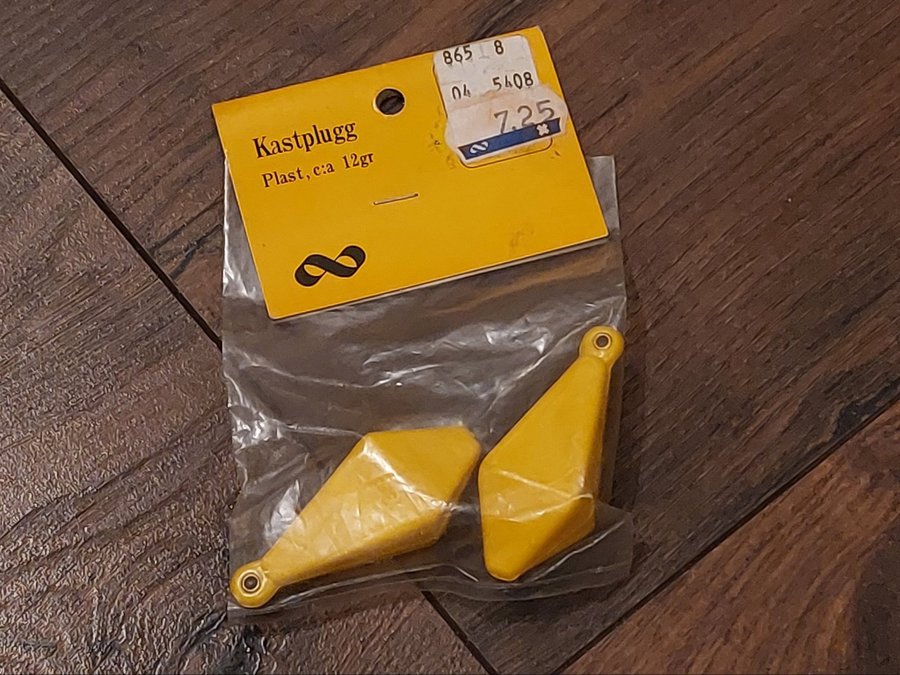 865 8
04 5408
7.25
Kastplugg
Plast, c:a 12gr